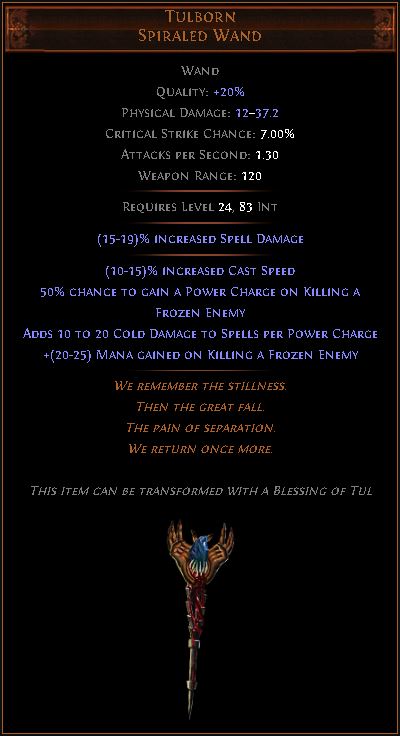 Tulborn
Spiraled Wand
Wand
Quality: +20%
Physical Damage: 12–37.2
Critical Strike Chance: 7.00%
Attacks per Second: 1.30
Weapon Range: 120
Requires Level 24, 83 Int
(15-19)% increased Spell Damage
(10-15)% increased Cast Speed
50% chance to gain a Power Charge on Killing a
Frozen Enemy
Adds 10 to 20 Cold Damage to Spells per Power Charge
+(20-25) Mana gained on Killing a Frozen Enemy
We remember the stillness.
Then the great fall.
The pain of separation.
We return once more.
This item can be transformed with a Blessing of Tul